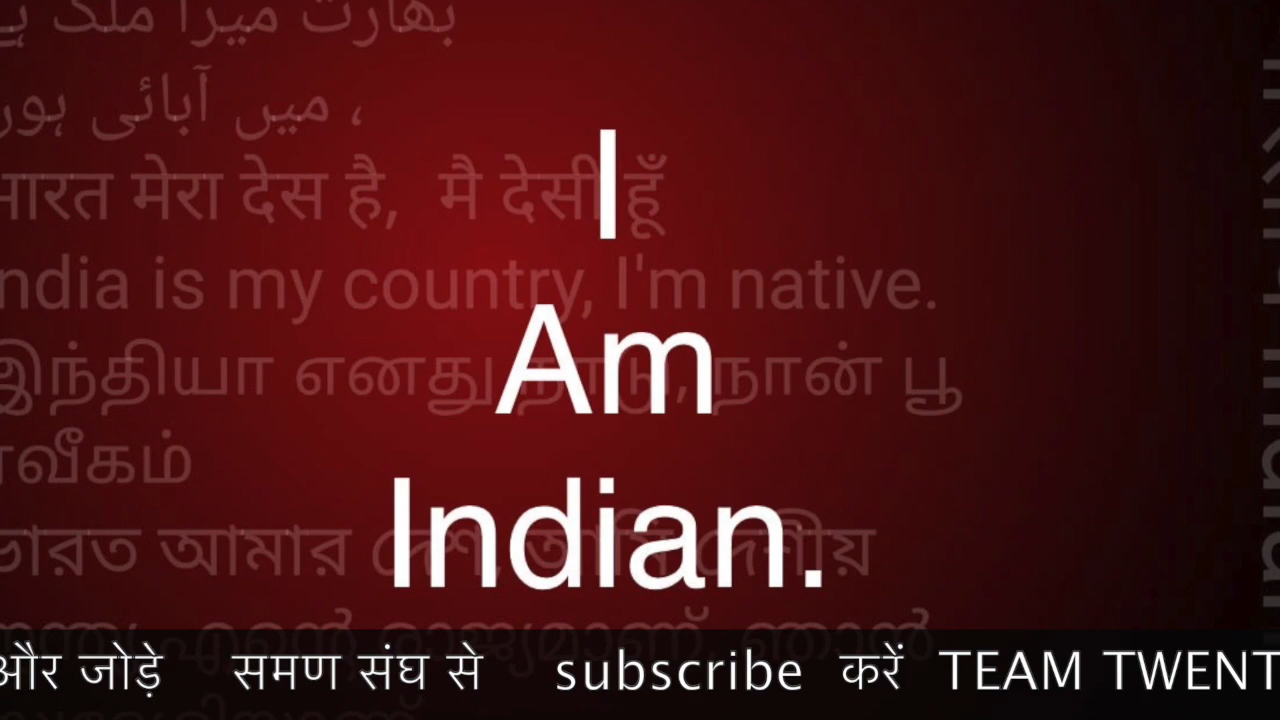 بھارت میرا ملک ہے
، میں آبائی ہوں
भारत मेरा देस है, मै देसी हूँ
India is my country, I'm native.
இந்தியா எனது நாடு, நான் பூ
ர்வீகம்
ভারত আমার দেশ, আমি দেশীয়
I
Am
Indian.
और जोड़े समण संघ से subscribe करें TEAM TWENT